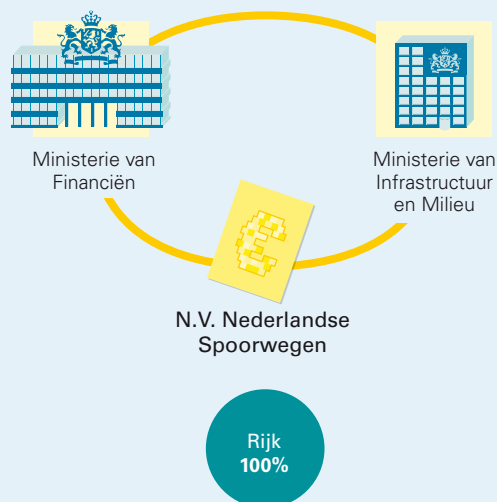 Ministerie van
Financiën
Ministerie van
Infrastructuur
en Milieu
N.V. Nederlandse
Spoorwegen
Rijk
100%